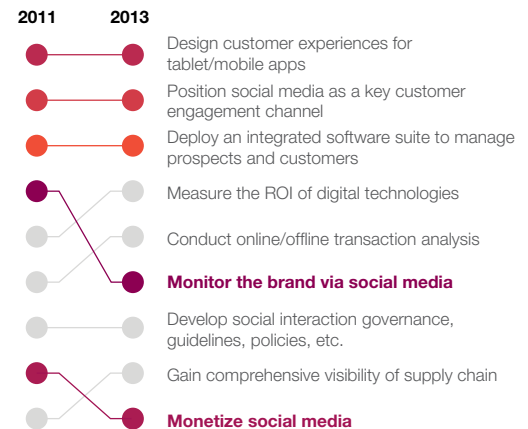 2011 2013
Design customer experiences for
tablet/mobile apps
Position social media as a key customer
engagement channel
Deploy an integrated software suite to manage
prospects and customers
Measure the ROI of digital technologies
Conduct online/offline transaction analysis
Monitor the brand via social media
Develop social interaction governance,
guidelines, policies, etc.
Gain comprehensive visibility of supply chain
Monetize social media